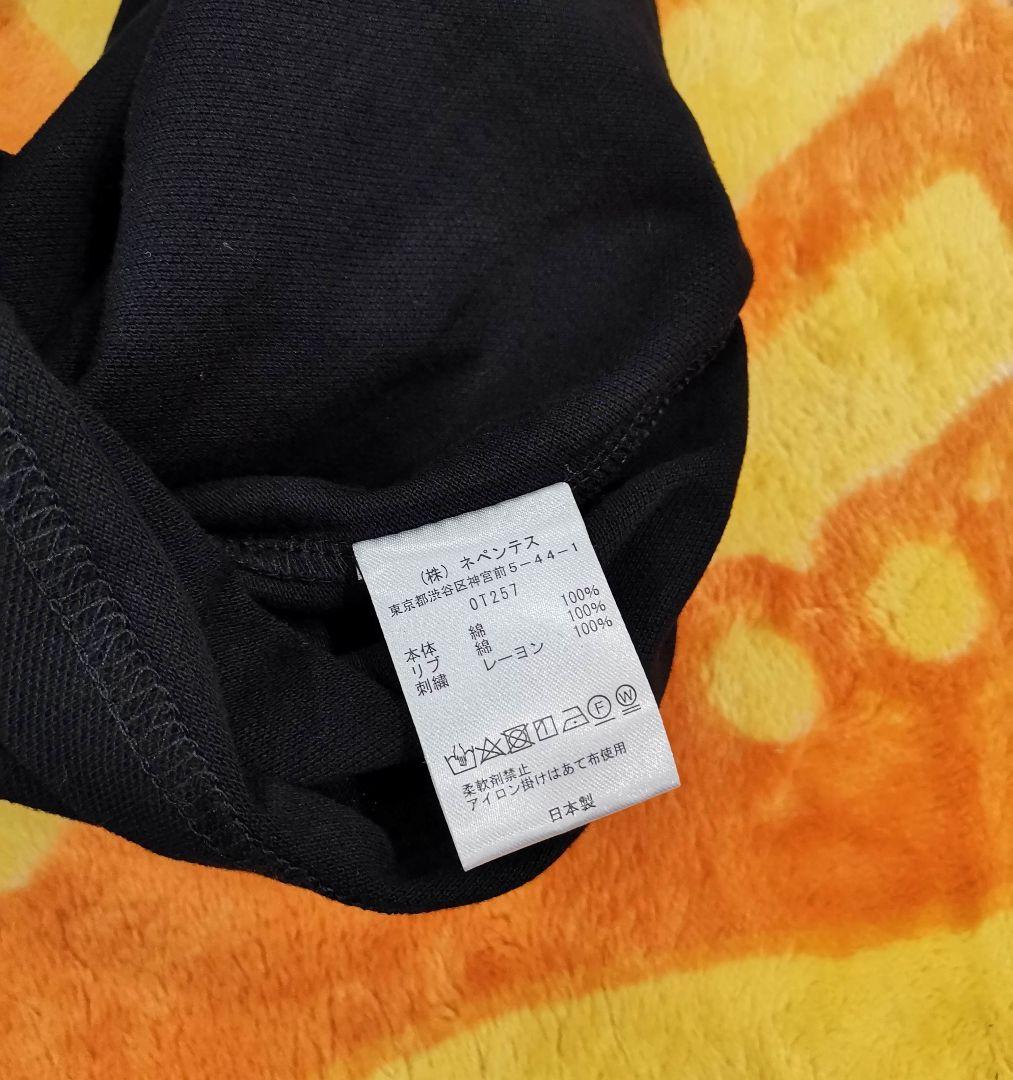 (株) ネペンテス
東京都渋谷区神宮前5-44-1
OT257
本体 綿 100%
リブ 綿 100%
刺繍 レーヨン 100%
F W
柔軟剤禁止
アイロン掛けはあて布使用
日本製